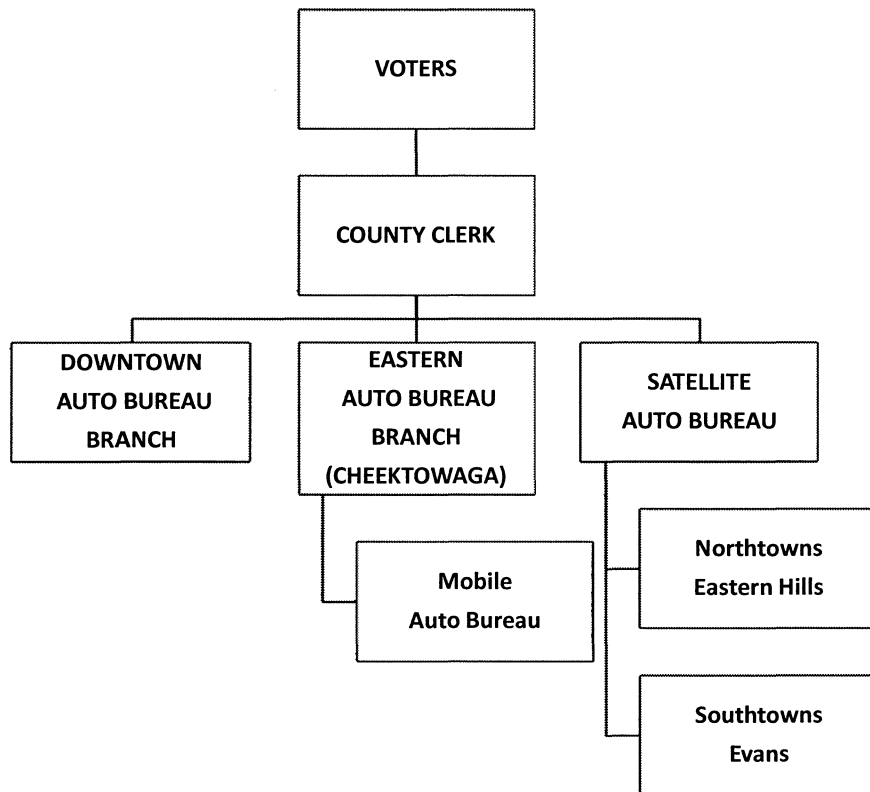 VOTERS
COUNTY CLERK
DOWNTOWN
AUTO BUREAU
BRANCH
EASTERN
AUTO BUREAU
BRANCH
(CHEEKTOWAGA)
SATELLITE
AUTO BUREAU
Mobile
Auto Bureau
Northtowns
Eastern Hills
Southtowns
Evans